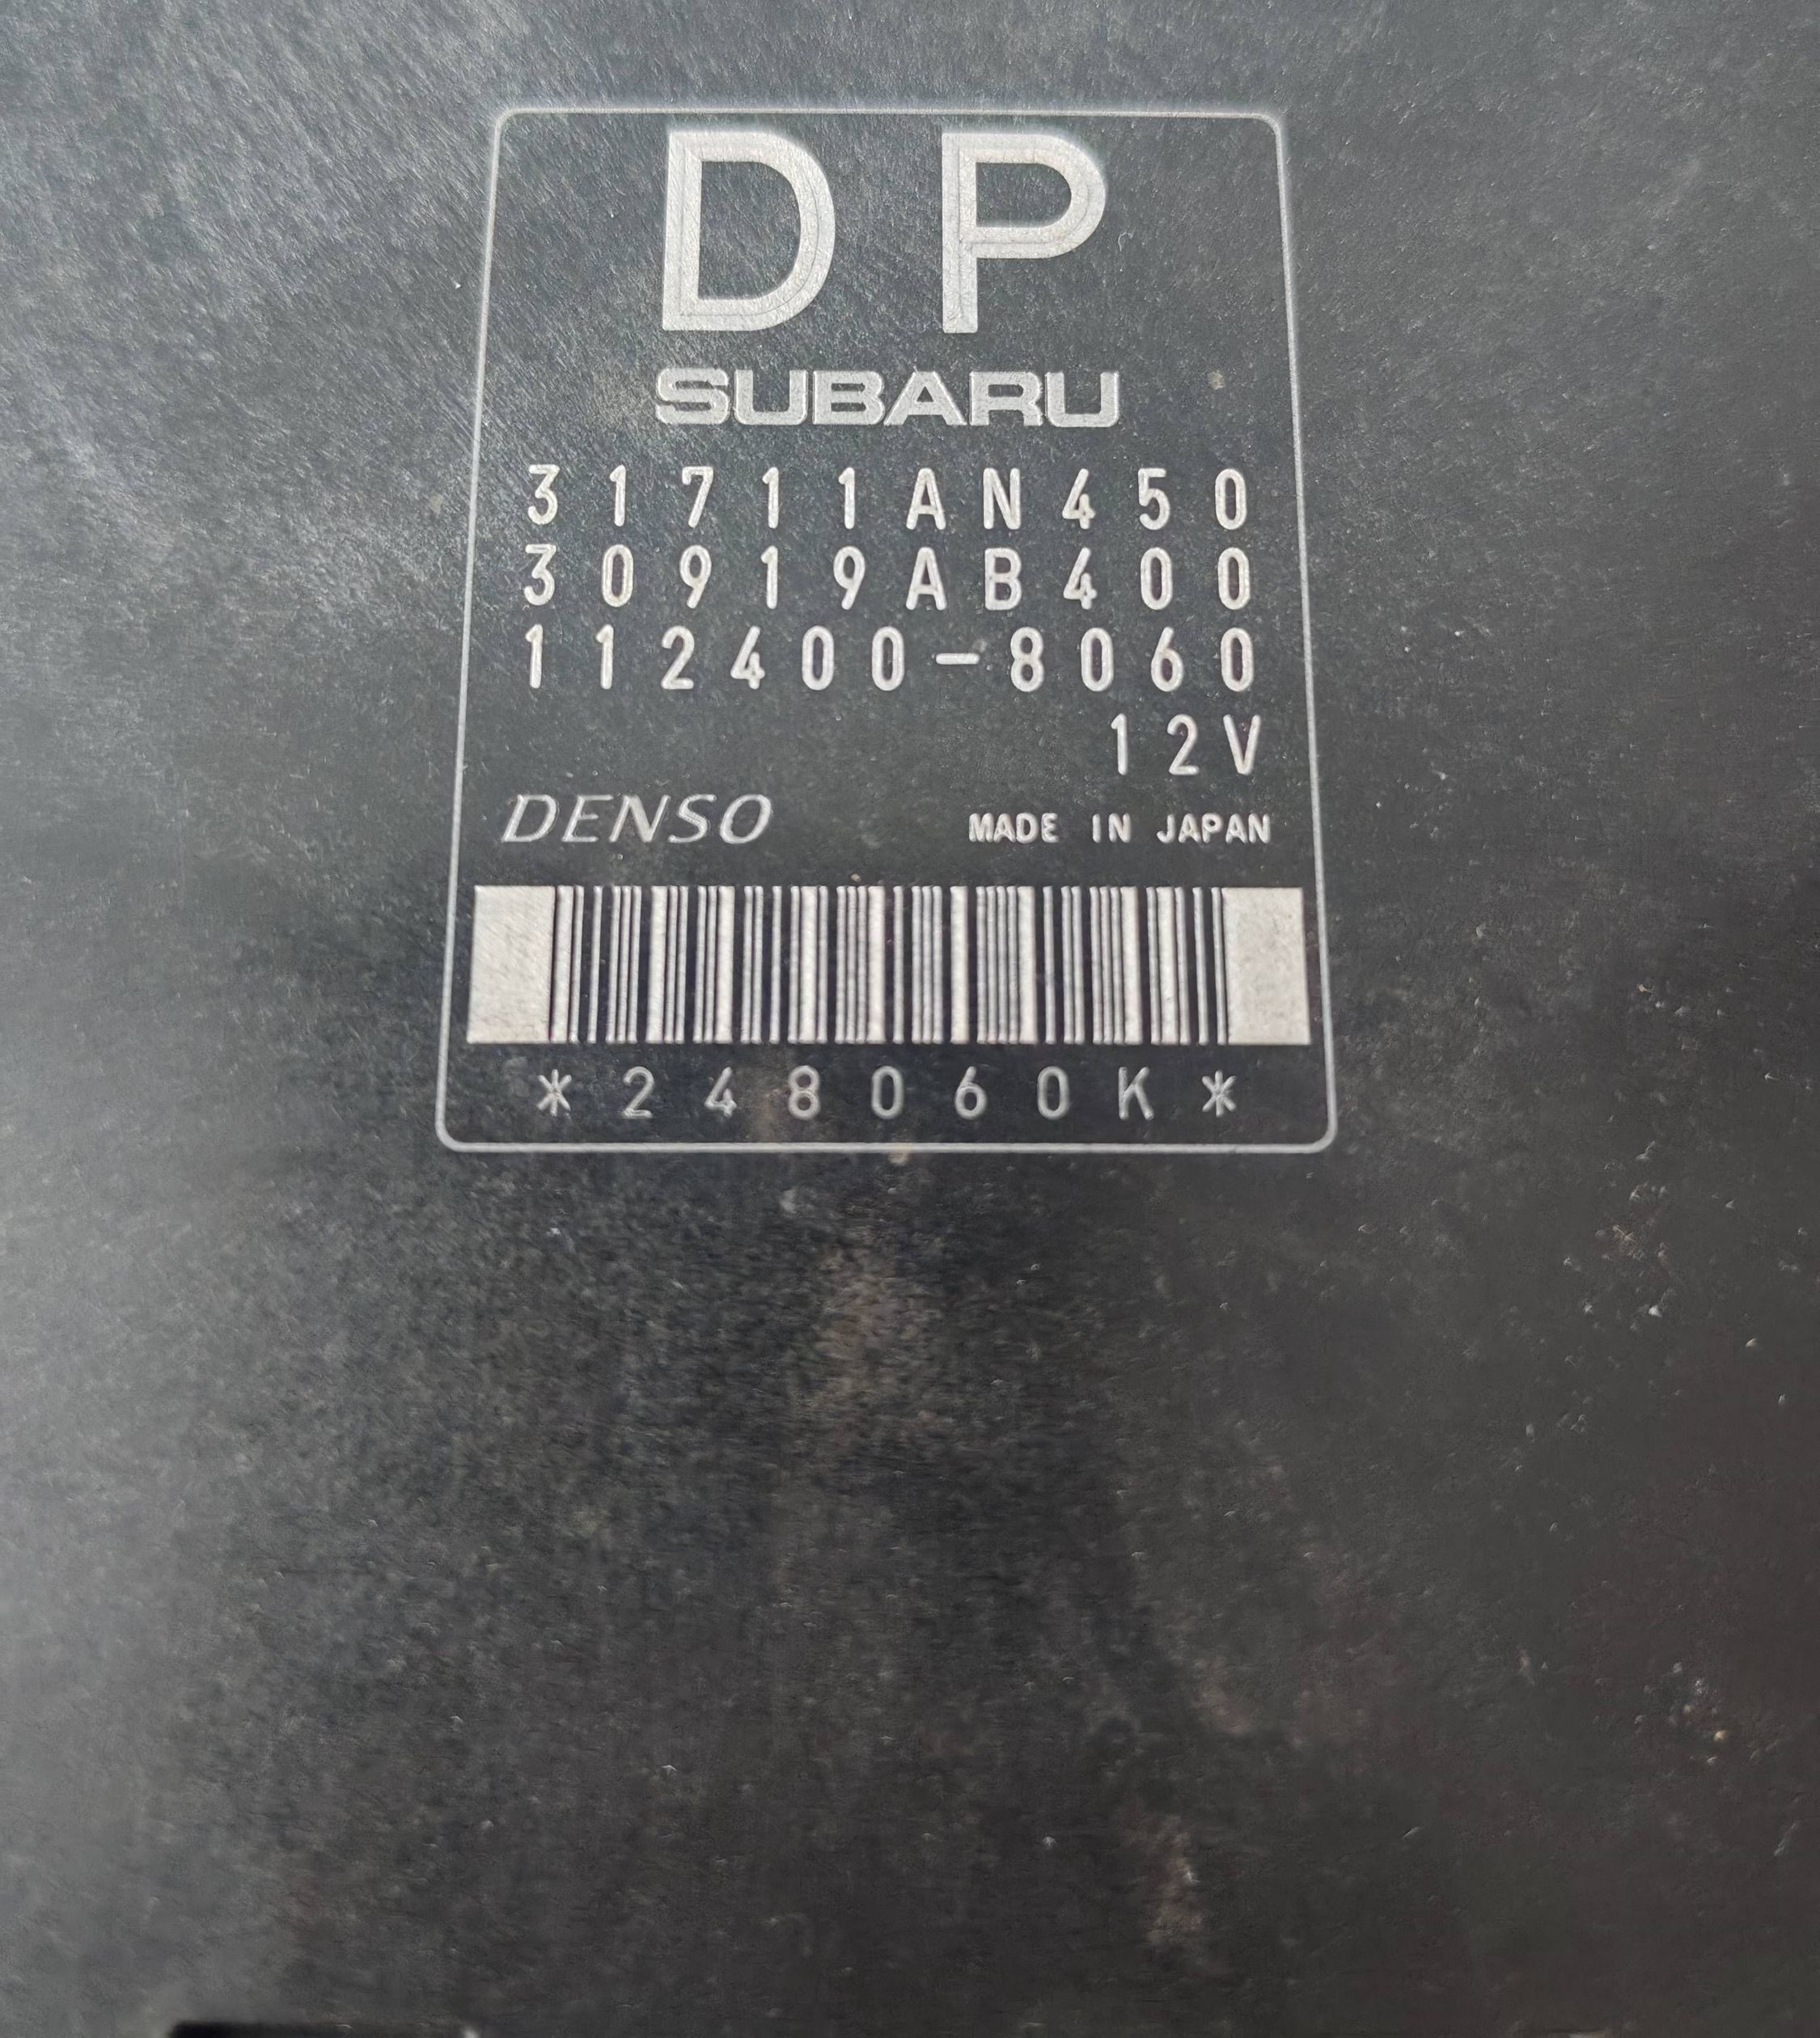 DP
SUBARU
31711AN450
30919AB400
112400-8060
12V
DENSO MADE IN JAPAN
*248060K*